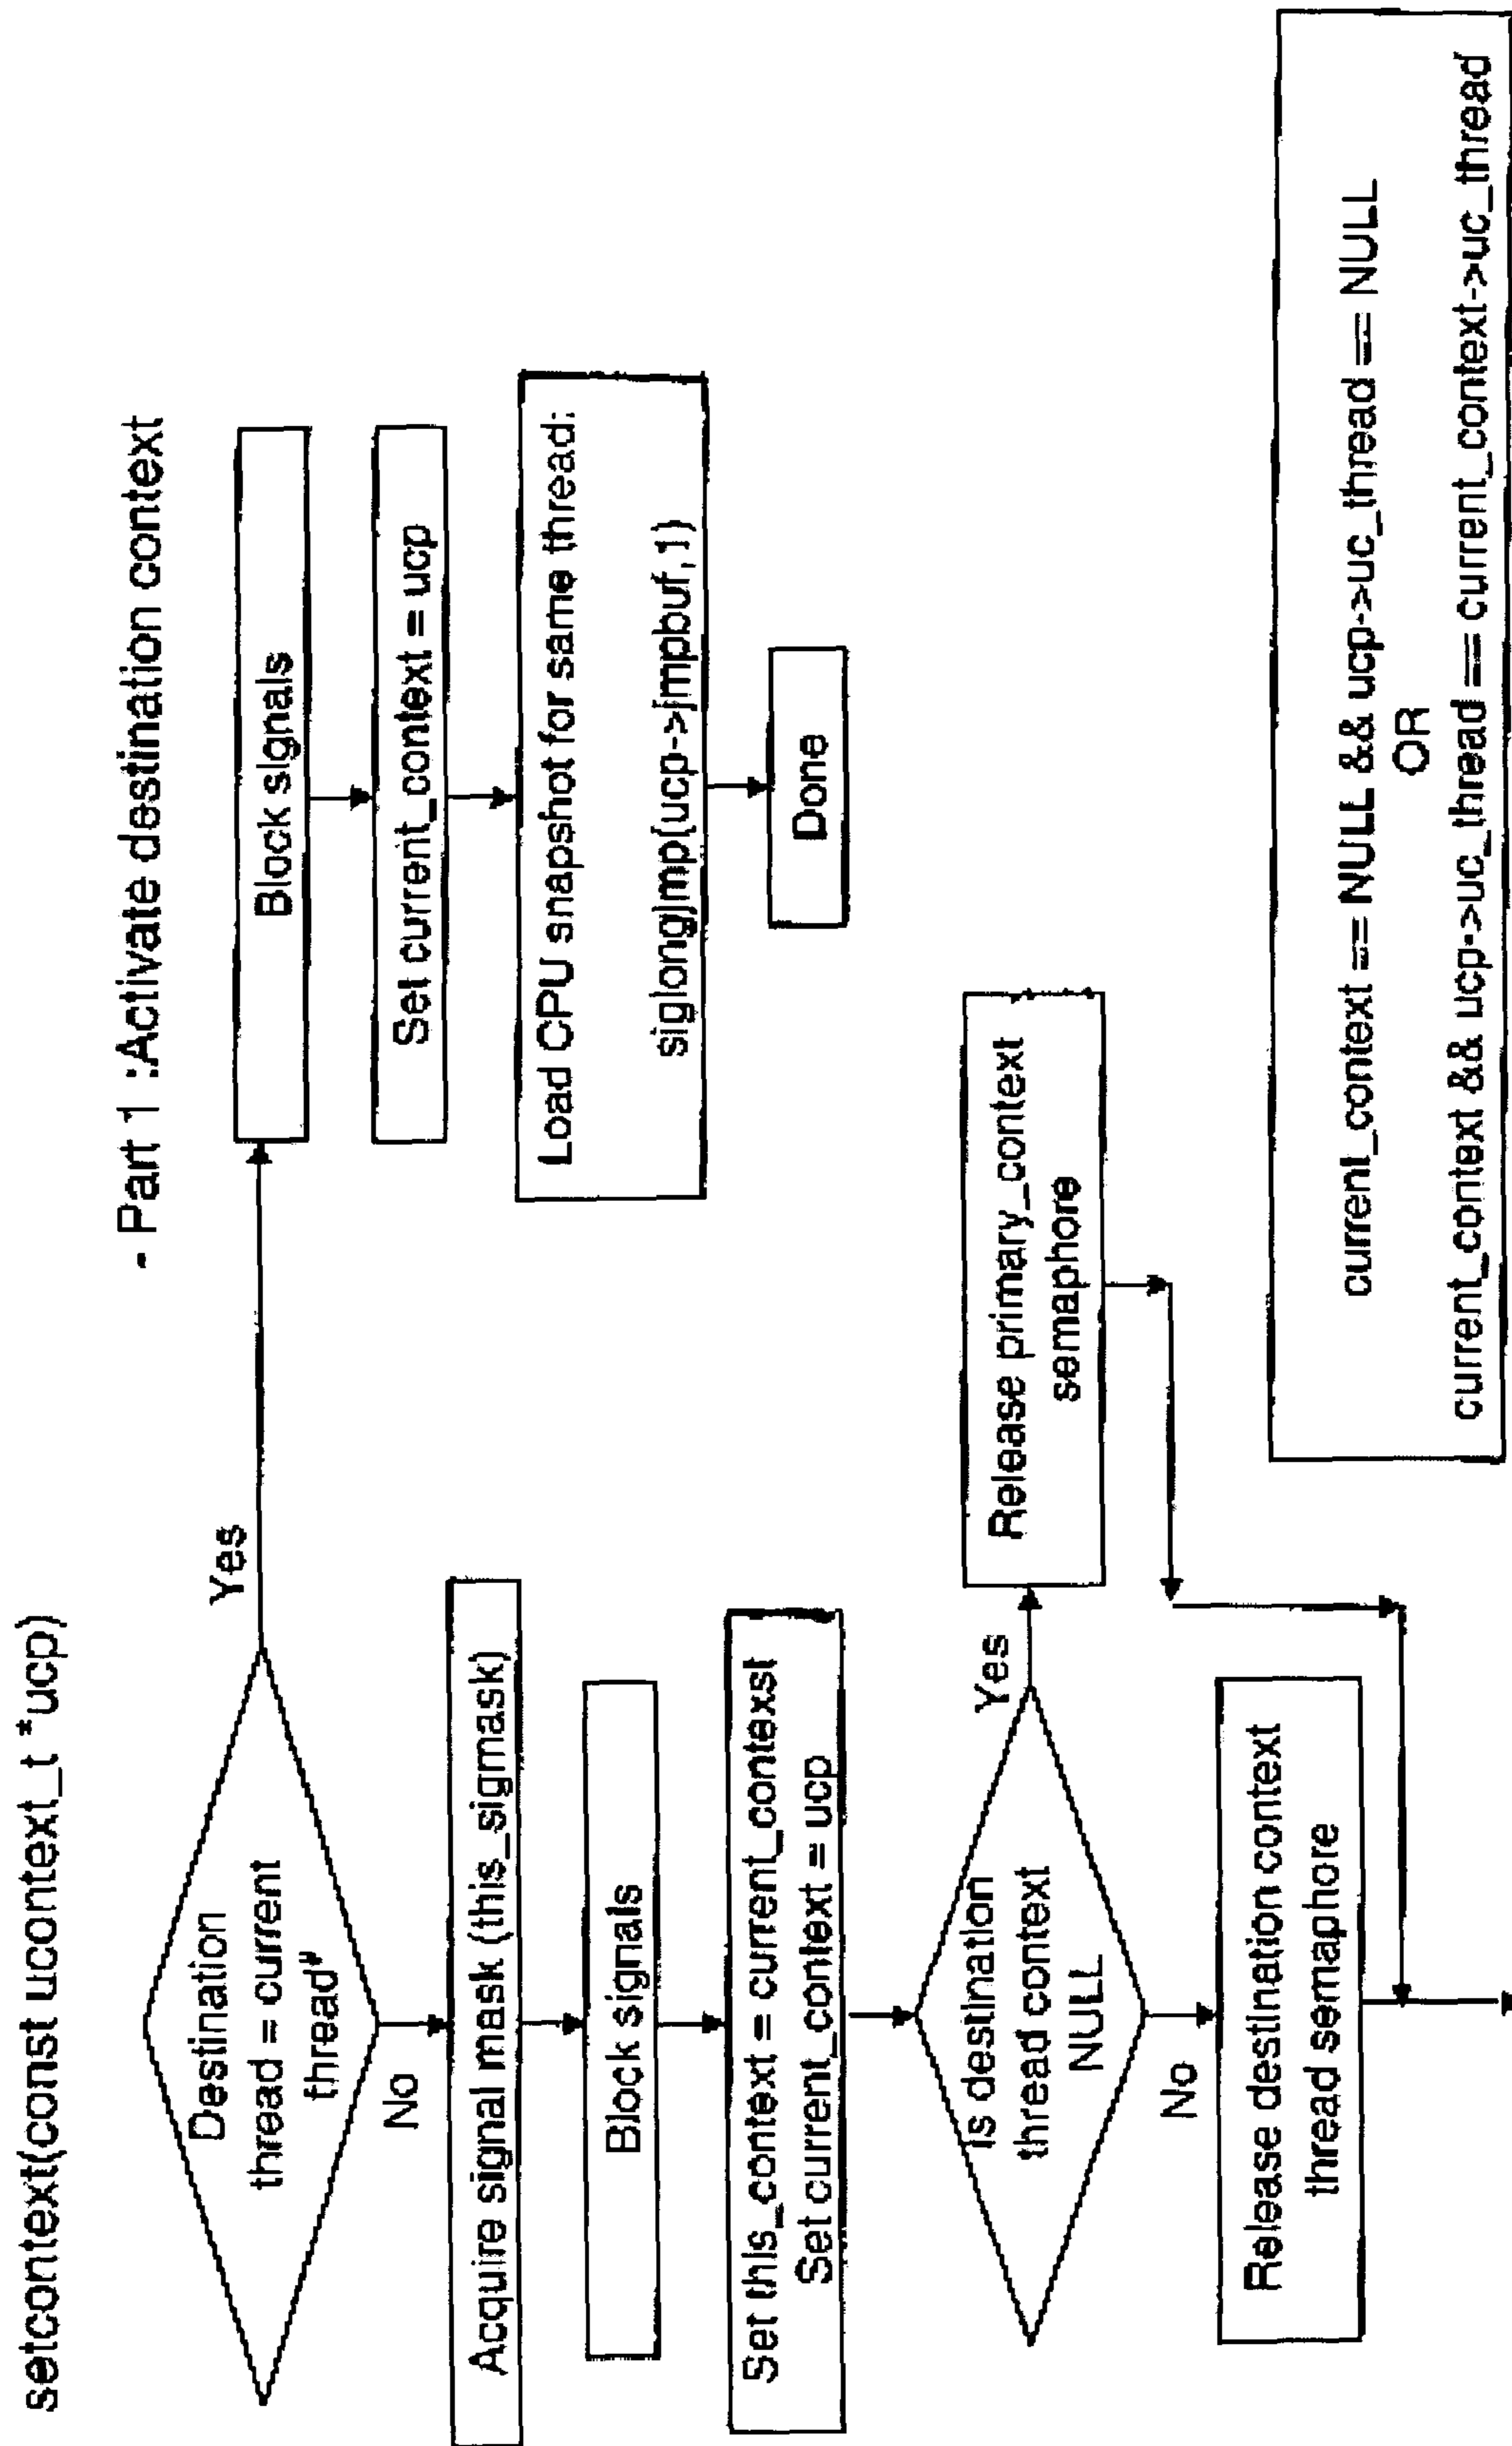 setcontext(const ucontext_t *ucp)
- Part 1 :Activate destination context
Destination
thread = current
thread#
Yes
No
Block signals
Set current_context = ucp
Load CPU snapshot for same thread:
siglongjmp(ucp->jmpbuf, 1)
Done
Acquire signal mask (this_sigmask)
Block signals
Set this_context = current_contexst
Set current_context = ucp
is destination
thread context
NULL
Yes
No
Release primary_context
semaphore
Release destination context
thread semaphore
current_context == NULL && ucp->uc_thread == NULL
OR
current_context && ucp->uc_thread == current_context->uc_thread